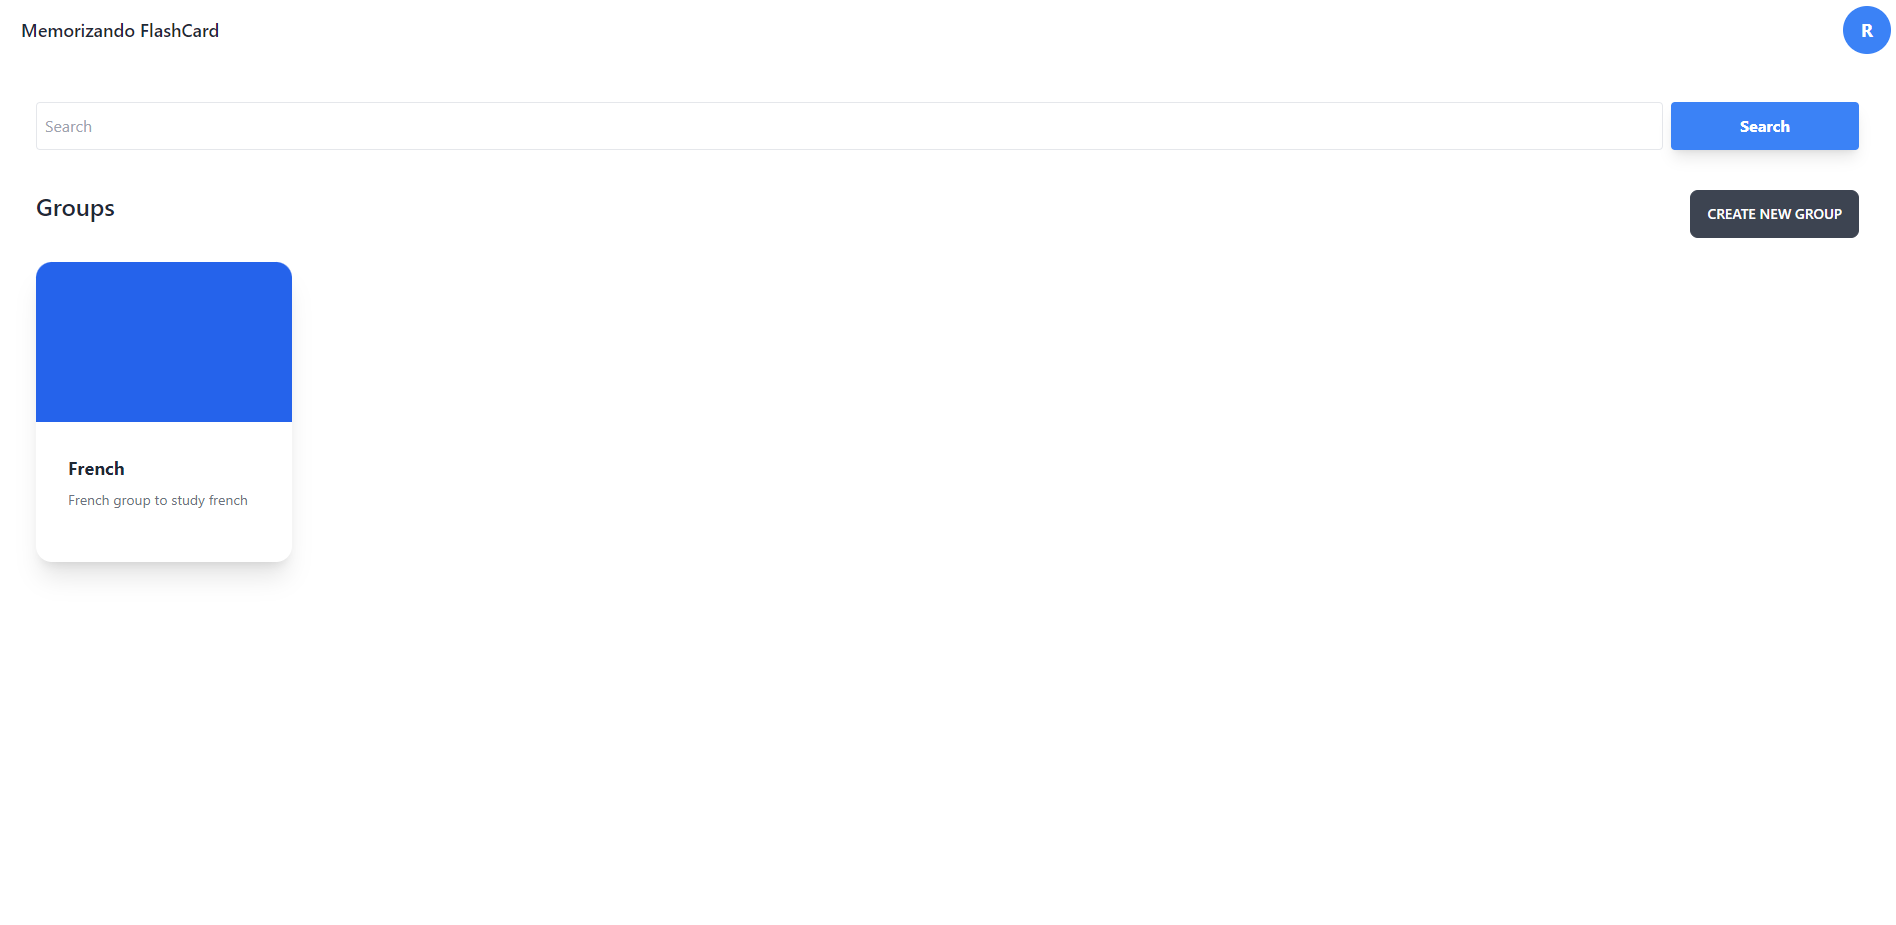 Memorizando FlashCard
R
Search
Search
Groups
CREATE NEW GROUP
French
French group to study french